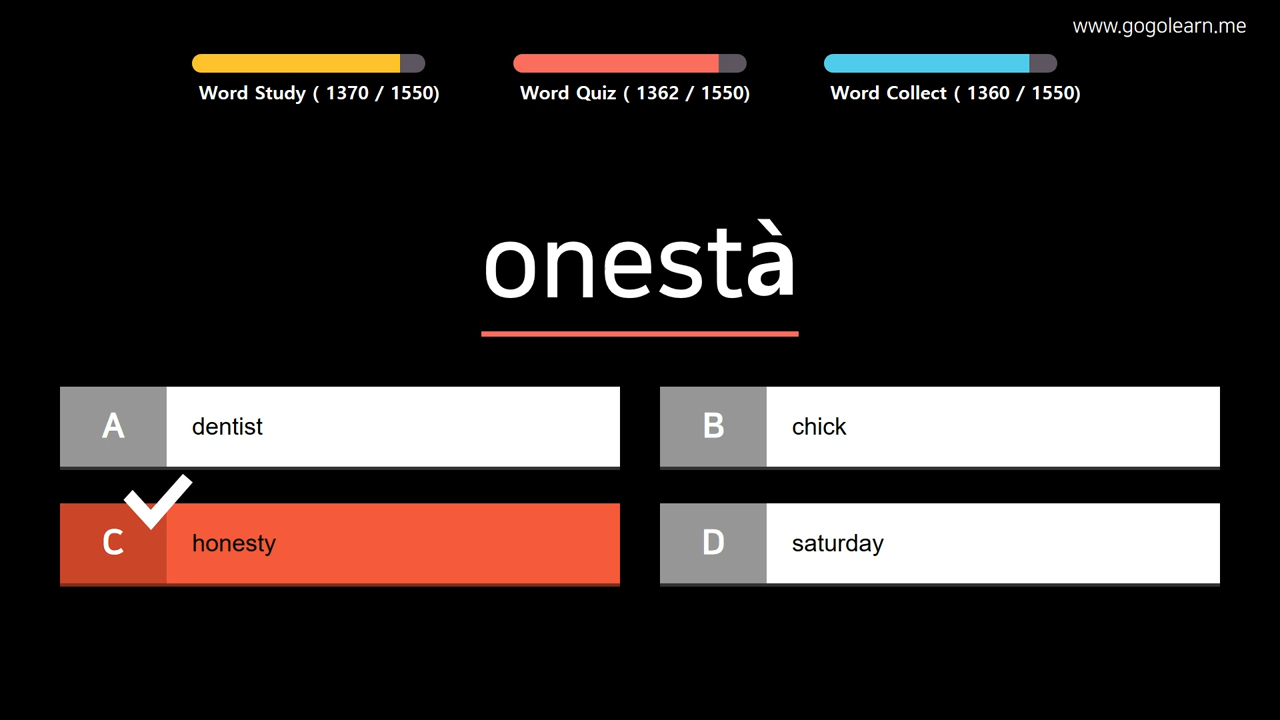 www.gogolearn.me
Word Study ( 1370 / 1550)
Word Quiz ( 1362 / 1550)
Word Collect ( 1360 / 1550)
onestà
A dentist
B chick
C honesty
D saturday